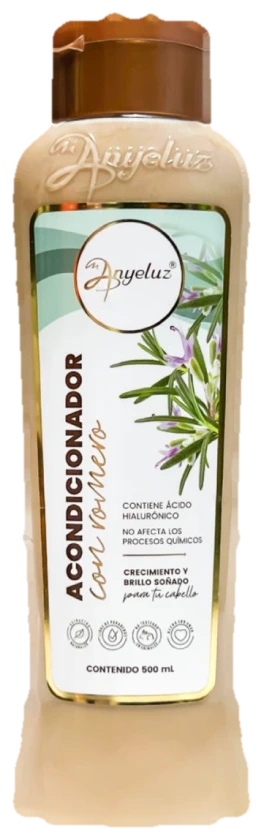 Anyeluz
Anyeluz®
ACONDICIONADOR
con romero
CONTIENE ÁCIDO
HIALURÓNICO
NO AFECTA LOS
PROCESOS QUÍMICOS
CRECIMIENTO Y
BRILLO SOÑADO
para tu cabello
CONTENIDO 500 mL